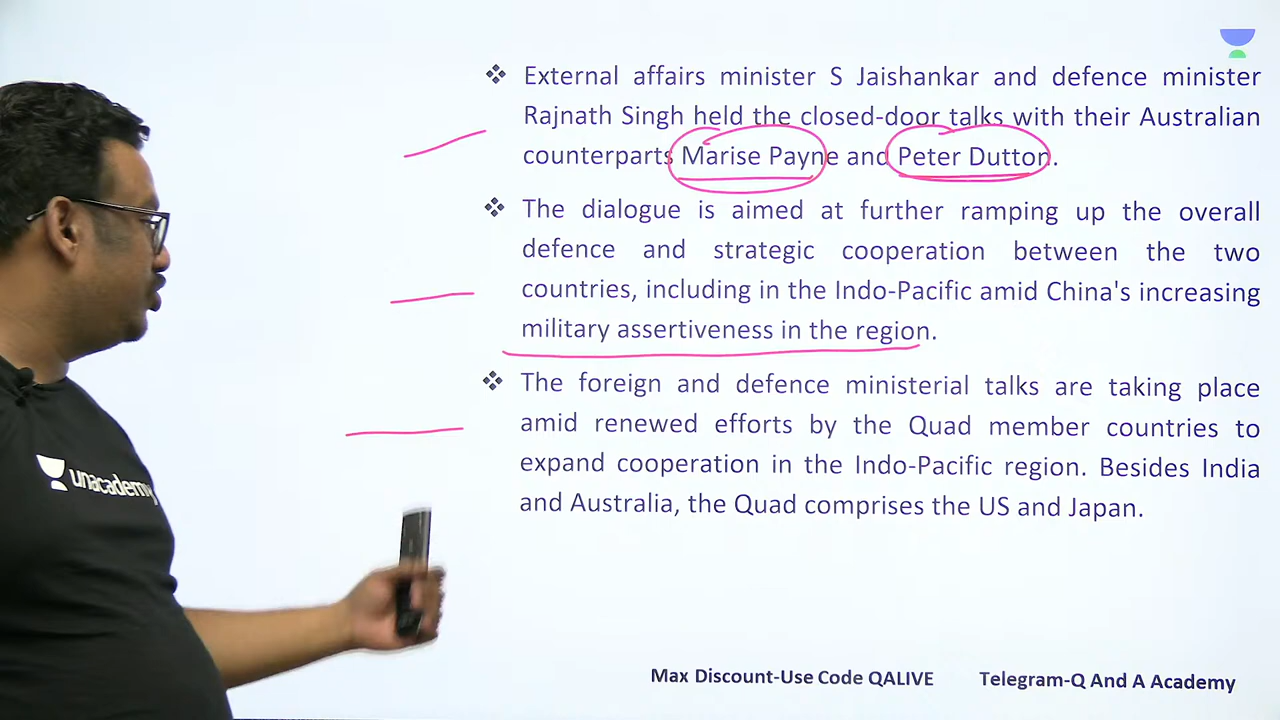 External affairs minister S Jaishankar and defence minister
Rajnath Singh held the closed-door talks with their Australian
counterparts Marise Payne and Peter Dutton.
The dialogue is aimed at further ramping up the overall
defence and strategic cooperation between the two
countries, including in the Indo-Pacific amid China's increasing
military assertiveness in the region.
The foreign and defence ministerial talks are taking place
amid renewed efforts by the Quad member countries to
expand cooperation in the Indo-Pacific region. Besides India
and Australia, the Quad comprises the US and Japan.
unacademy
Max Discount-Use Code QALIVE Telegram-Q And A Academy